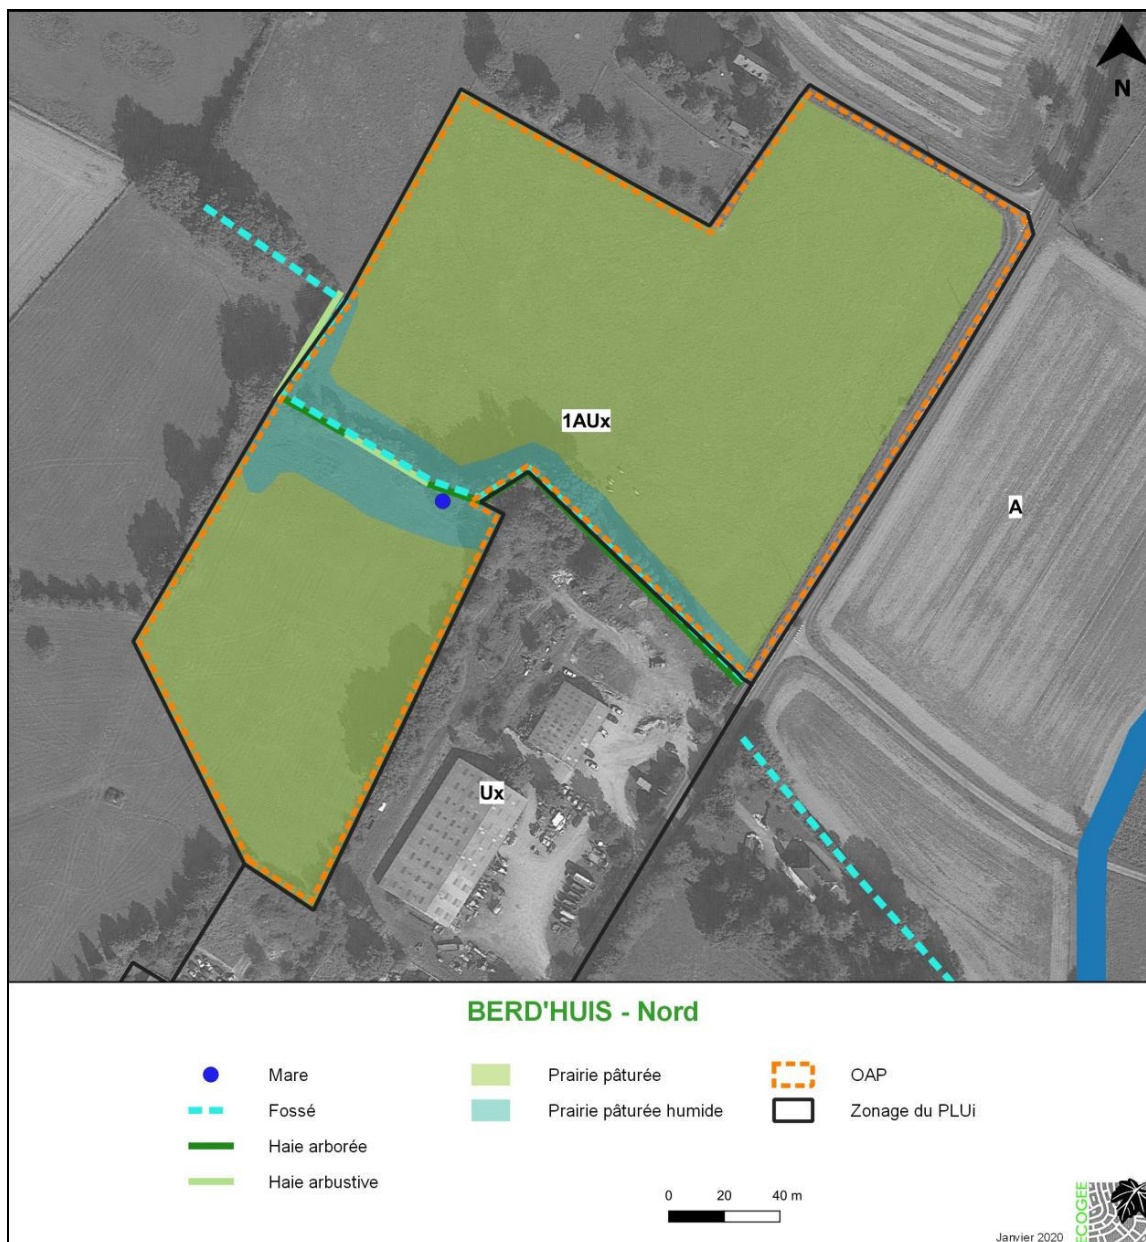 N
1AUx
A
Ux
BERD'HUIS - Nord
Mare
Fossé
Haie arborée
Haie arbustive
Prairie pâturée
Prairie pâturée humide
OAP
Zonage du PLUi
0 20 40 m
Janvier 2020
ECOGEE